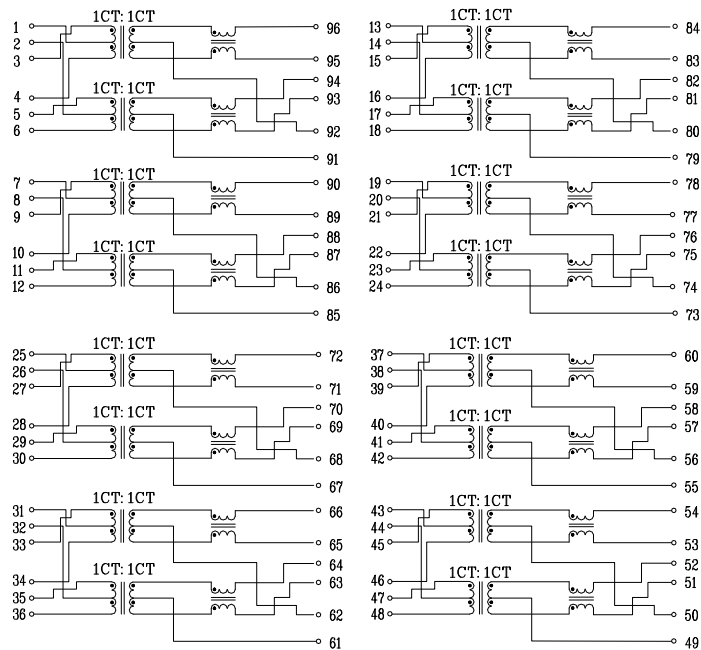 1CT: 1CT 1CT: 1CT
1 96 13 84
2 14
3 95 15 83
94 82
1CT: 1CT 1CT: 1CT
4 93 16 81
5 17
6 92 18 80
91 79
1CT: 1CT 1CT: 1CT
7 90 19 78
8 20
9 89 21 77
88 76
1CT: 1CT 1CT: 1CT
10 87 22 75
11 23
12 86 24 74
85 73
1CT: 1CT 1CT: 1CT
25 72 37 60
26 38
27 71 39 59
70 58
1CT: 1CT 1CT: 1CT
28 69 40 57
29 41
30 68 42 56
67 55
1CT: 1CT 1CT: 1CT
31 66 43 54
32 44
33 65 45 53
64 52
1CT: 1CT 1CT: 1CT
34 63 46 51
35 47
36 62 48 50
61 49